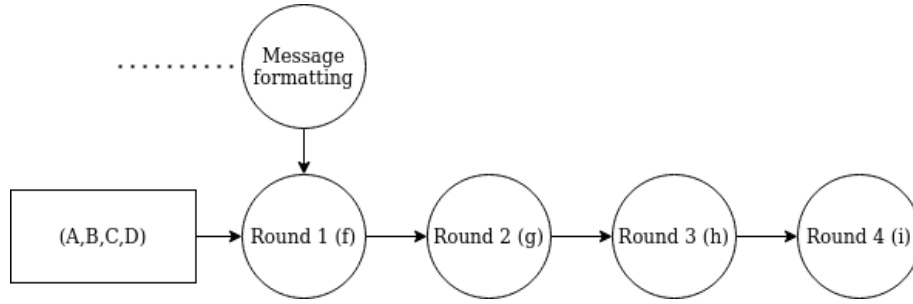 Message
formatting
(A,B,C,D)
Round 1 (f)
Round 2 (g)
Round 3 (h)
Round 4 (i)